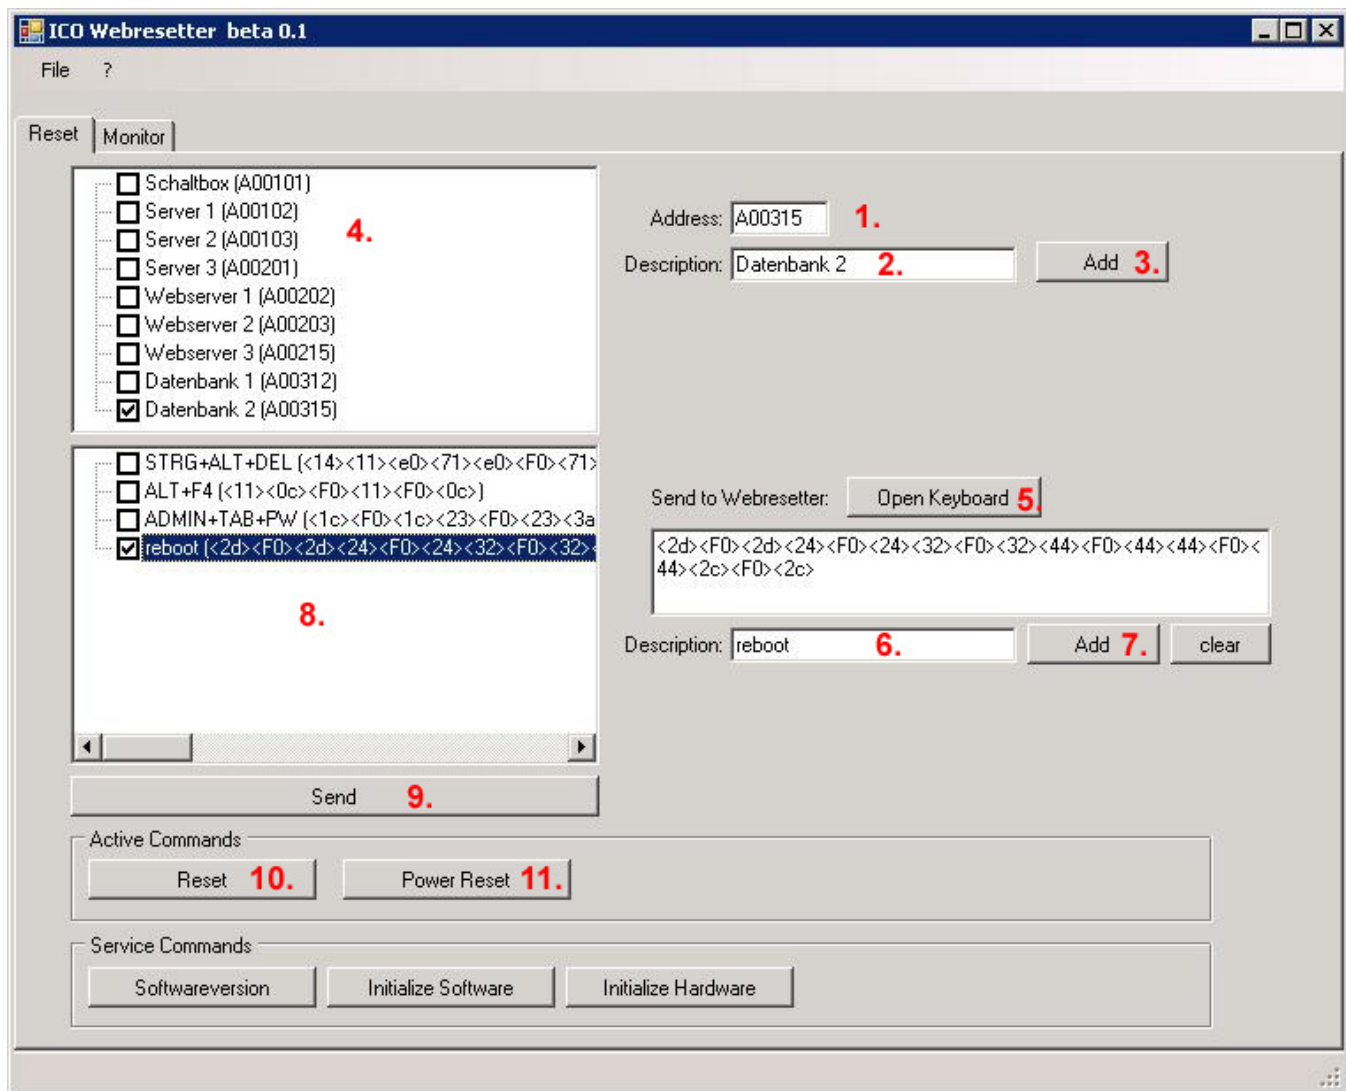 ICO Webresetter beta 0.1
File ?
Reset Monitor
Schaltbox (A00101)
Server 1 (A00102)
Server 2 (A00103)
Server 3 (A00201)
Webserver 1 (A00202)
Webserver 2 (A00203)
Webserver 3 (A00215)
Datenbank 1 (A00312)
Datenbank 2 (A00315)
4.
Address: A00315 1.
Description: Datenbank 2 2. Add 3.
STRG+ALT+DEL (<14><11><e0><71><e0><F0><71>
ALT+F4 (<11><0c><F0><11><F0><0c>)
ADMIN+TAB+PW (<1c><F0><1c><23><F0><23><3a
reboot (<2d><F0><2d><24><F0><24><32><F0><32><
8.
Send to Webresetter: Open Keyboard 5.
<2d><F0><2d><24><F0><24><32><F0><32><44><F0><44><44><F0><
44><2c><F0><2c>
Description: reboot 6. Add 7. clear
Send 9.
Active Commands
Reset 10. Power Reset 11.
Service Commands
Softwareversion Initialize Software Initialize Hardware